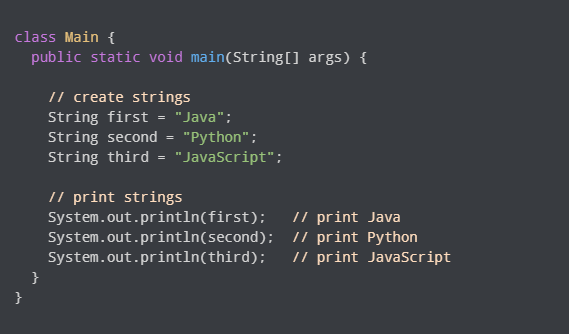 class Main {
  public static void main(String[] args) {

    // create strings
    String first = "Java";
    String second = "Python";
    String third = "JavaScript";

    // print strings
    System.out.println(first);   // print Java
    System.out.println(second);  // print Python
    System.out.println(third);   // print JavaScript
  }
}